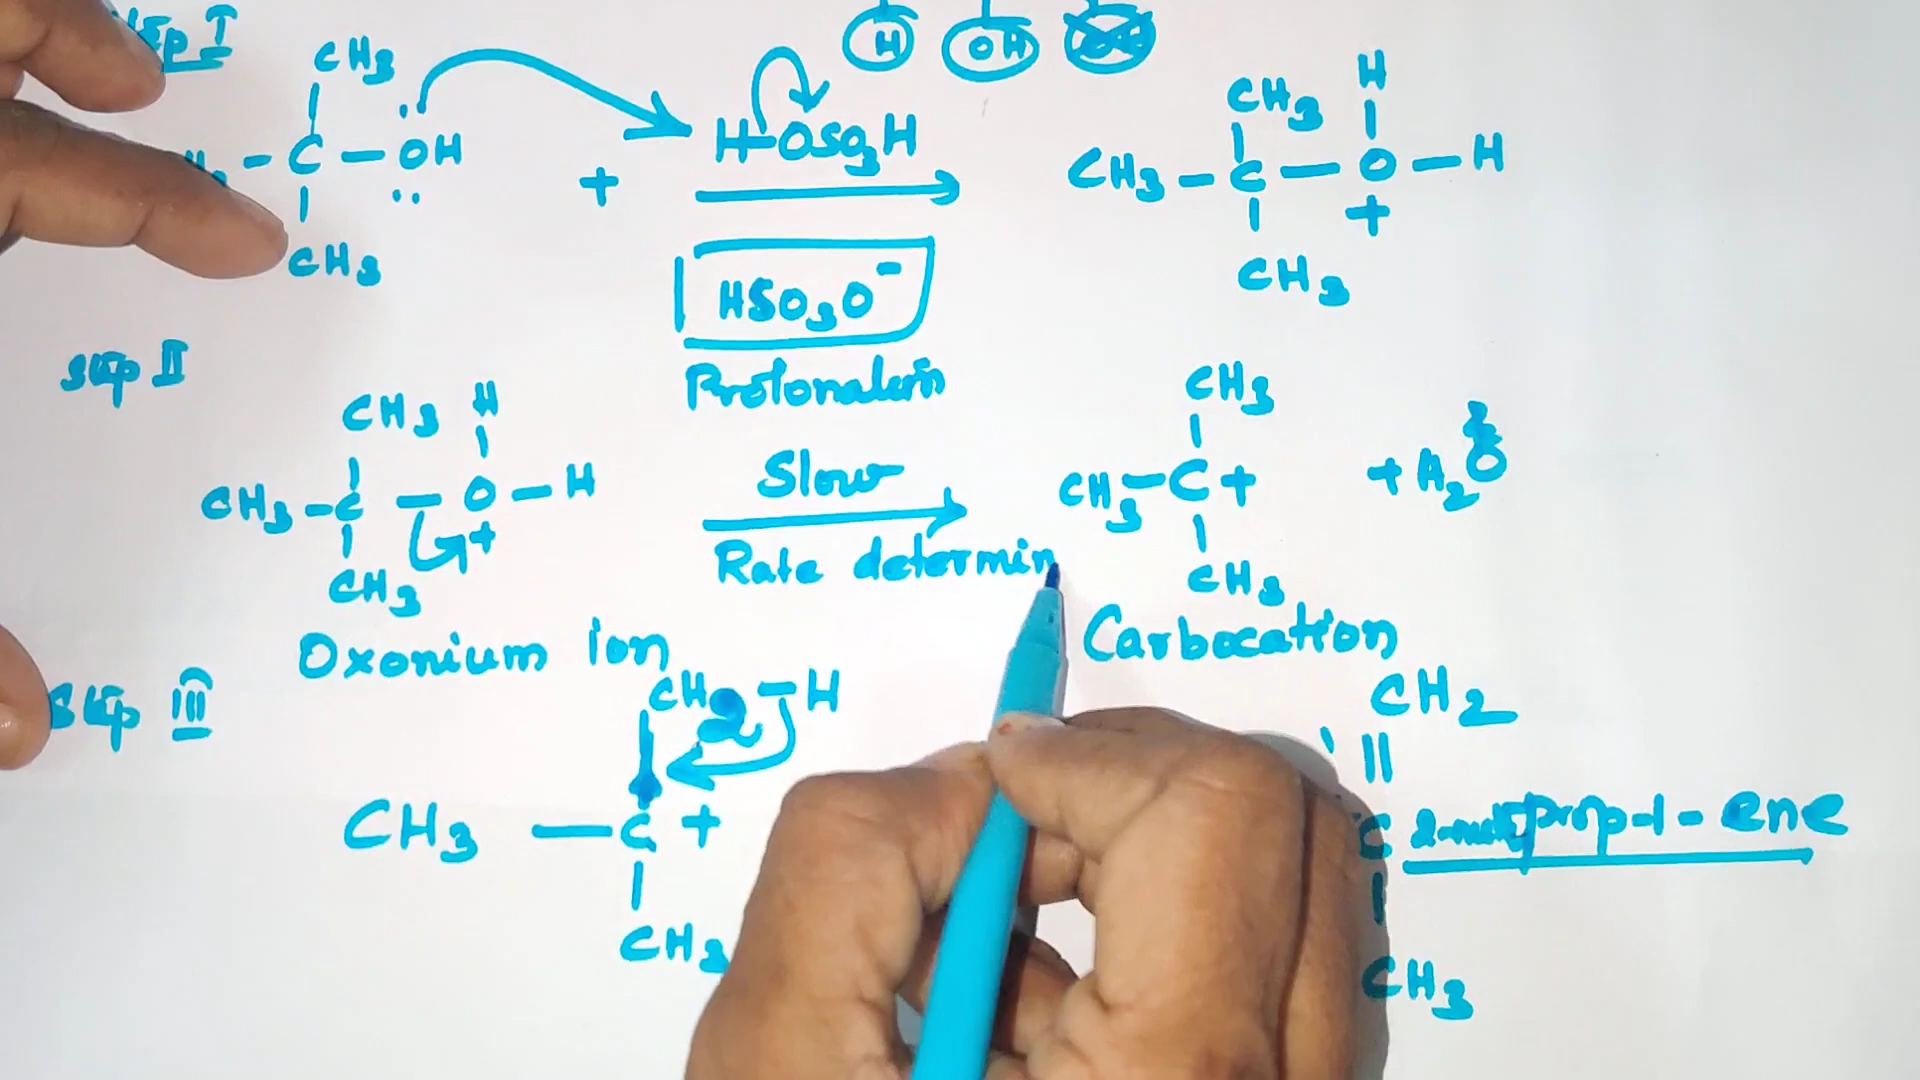 Step I
H OH
CH3
C - OH
CH3
+
H-OSO3H
HSO3O-
Protonation
CH3 H
CH3 - C - O - H
+
CH3
Step II
CH3 H
CH3 - C - O - H
+
CH3
Oxonium ion
Slow
Rate determin
CH3
CH3 - C +
CH3
+ H2O
Carbocation
Step III
CH2 - H
CH3 - C +
CH3
CH2
C
CH3
2-methylprop-1-ene